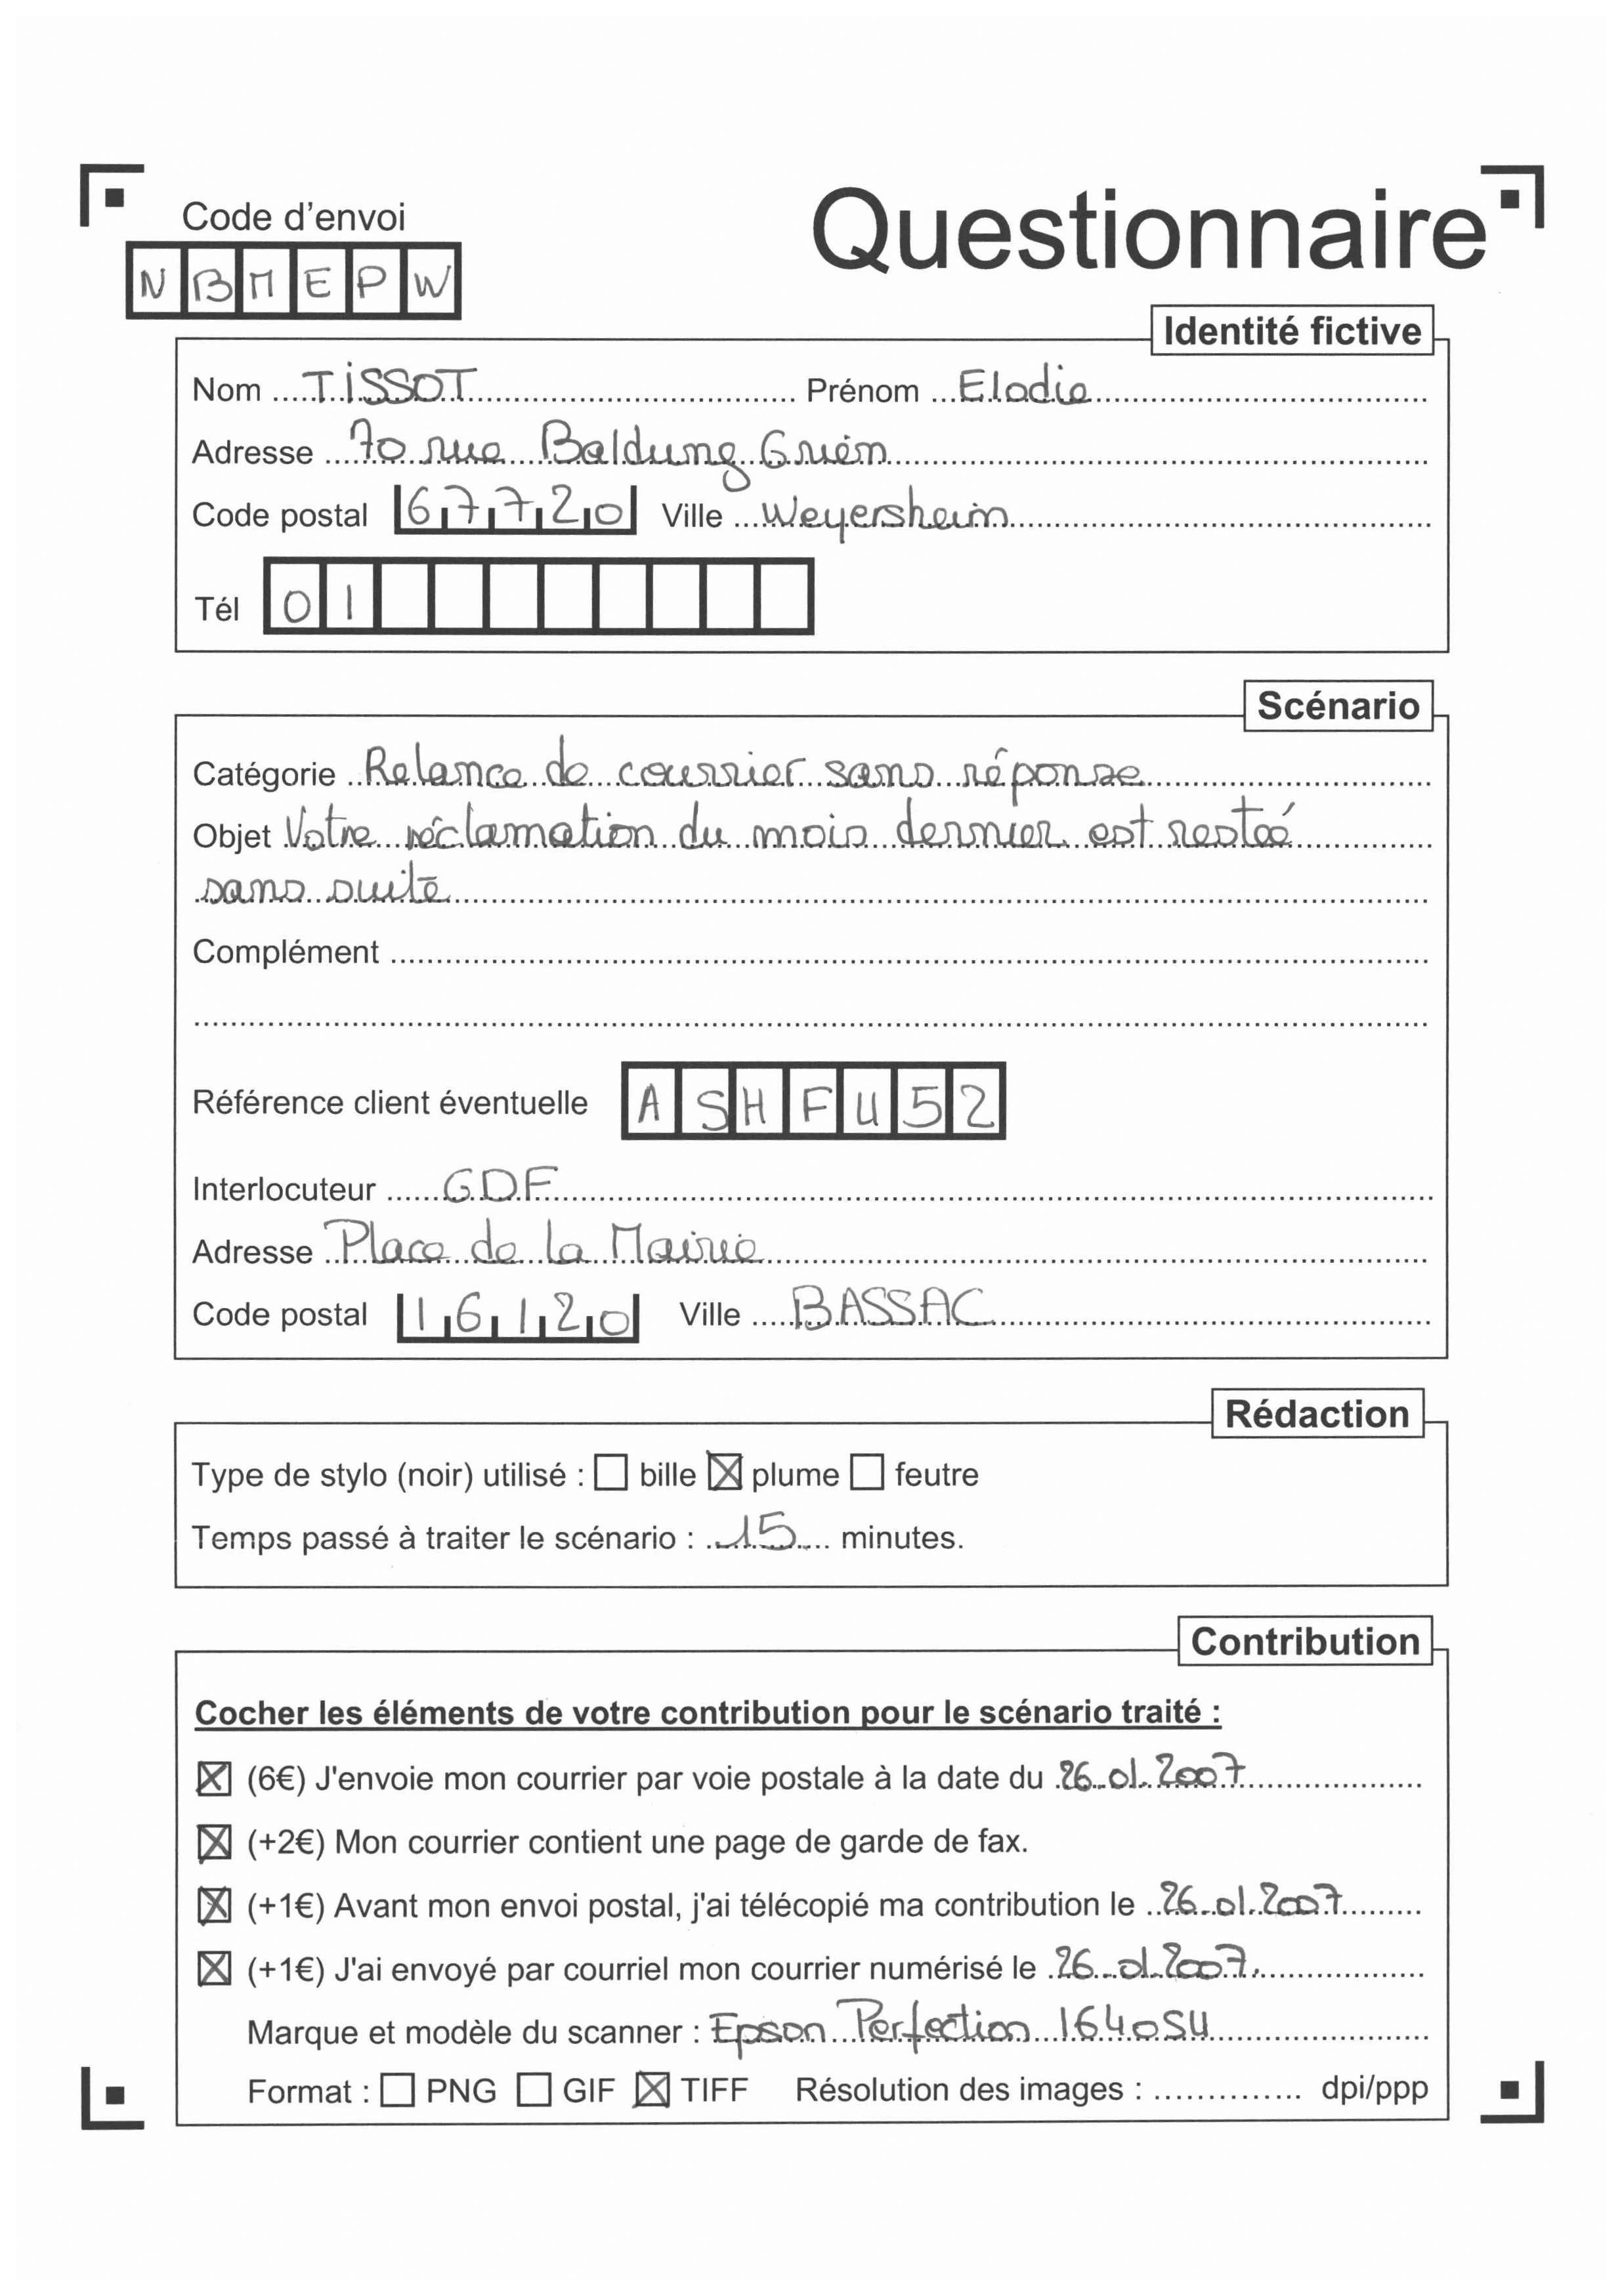 Code d'envoi
Questionnaire
NBMEPW
Identité fictive
Nom TISSOT Prénom Elodie
Adresse 70 rue Baldung Grien
Code postal 67720 Ville Weyersheim
Tél 01
Scénario
Catégorie Relance de courrier sans réponse
Objet Votre réclamation du mois dernier est restée
sans suite
Complément
Référence client éventuelle ASHFU52
Interlocuteur GDF
Adresse Place de la Mairie
Code postal 16120 Ville BASSAC
Rédaction
Type de stylo (noir) utilisé : ☐ bille ☒ plume ☐ feutre
Temps passé à traiter le scénario : 15 minutes.
Contribution
Cocher les éléments de votre contribution pour le scénario traité :
☒ (6€) J'envoie mon courrier par voie postale à la date du 26.01.2007
☒ (+2€) Mon courrier contient une page de garde de fax.
☒ (+1€) Avant mon envoi postal, j'ai télécopié ma contribution le 26.01.2007
☒ (+1€) J'ai envoyé par courriel mon courrier numérisé le 26.01.2007.
Marque et modèle du scanner : Epson Perfection 1640SU
Format : ☐ PNG ☐ GIF ☒ TIFF Résolution des images : .............. dpi/ppp